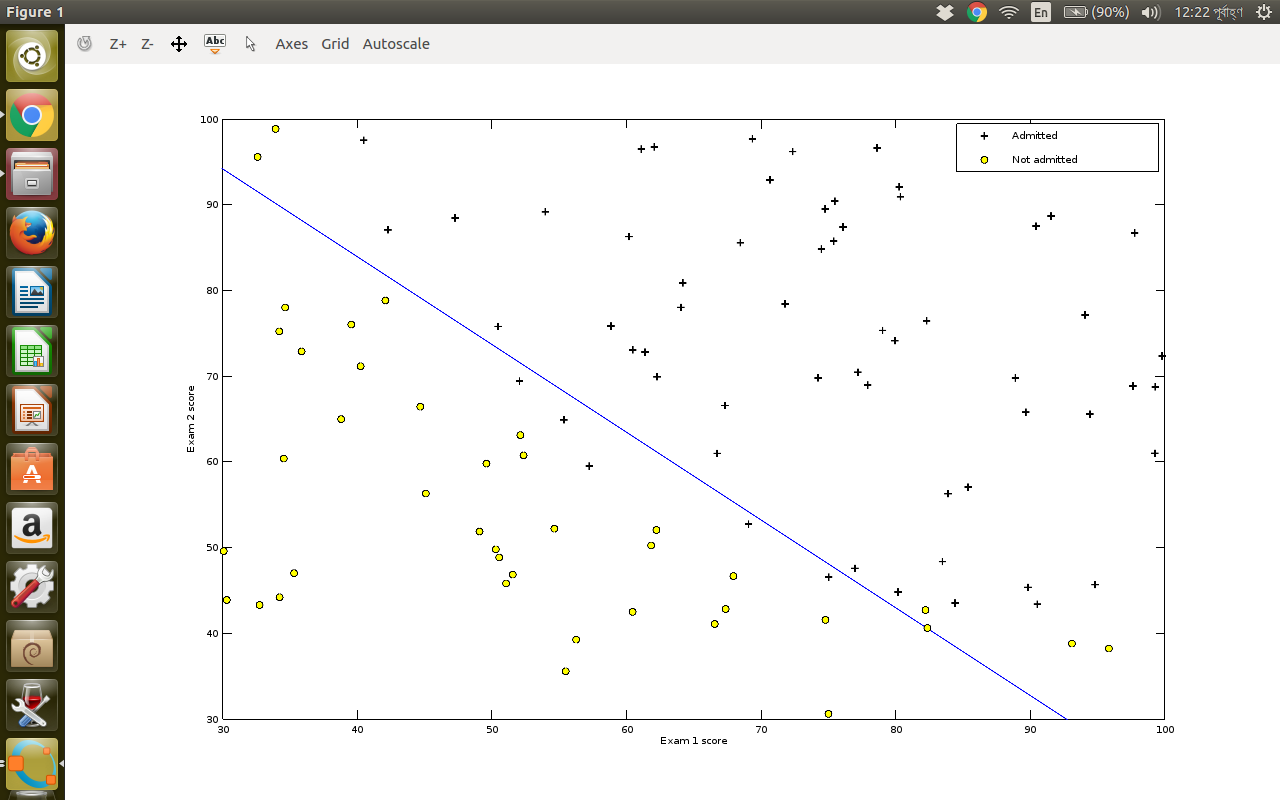 Figure 1
En
(90%)
12:22 পূর্বাহ্ণ
Z+ Z- Abc Axes Grid Autoscale
100
90
80
70
60
50
40
30
Exam 2 score
Admitted
Not admitted
30 40 50 60 70 80 90 100
Exam 1 score
A
a